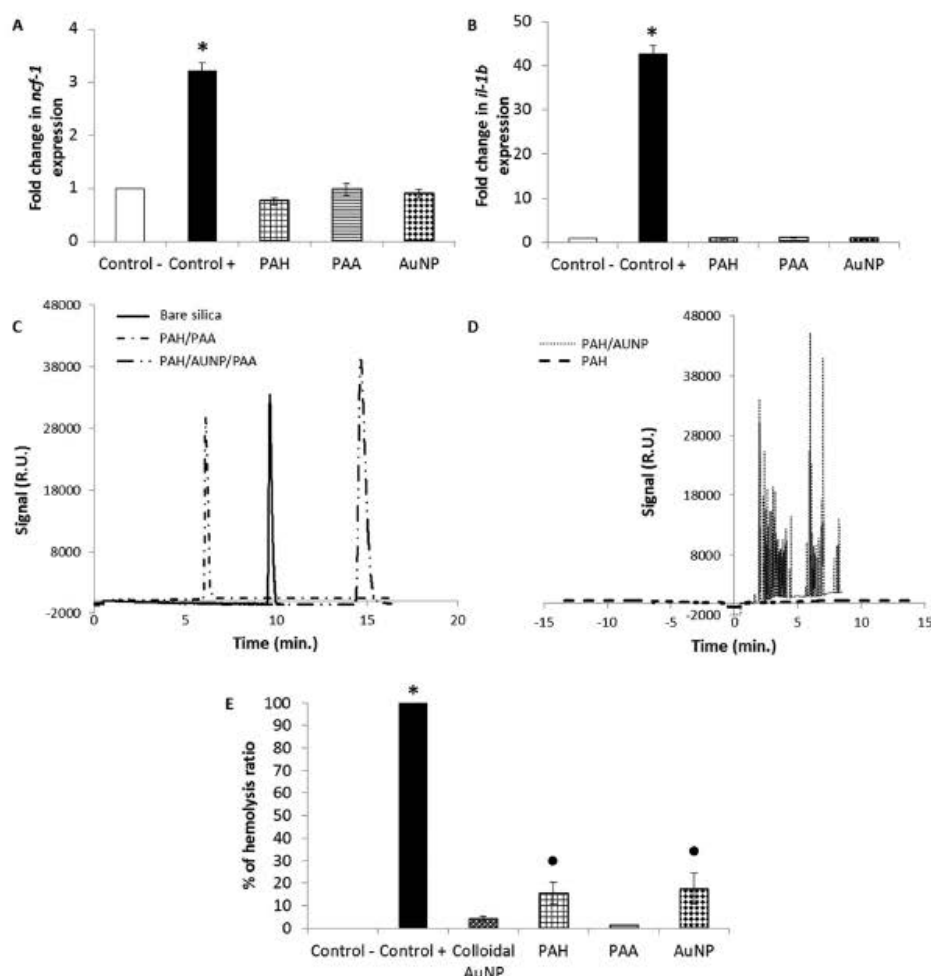 A
Fold change in ncf-1
expression
*
4
3
2
1
0
Control - Control + PAH PAA AuNP
B
Fold change in il-1b
expression
*
50
40
30
20
10
0
Control - Control + PAH PAA AuNP
C
Signal (R.U.)
48000
38000
28000
18000
8000
-2000
Bare silica
PAH/PAA
PAH/AUNP/PAA
0 5 10 15 20
Time (min.)
D
PAH/AUNP
PAH
Signal (R.U.)
48000
38000
28000
18000
8000
-2000
-15 -10 -5 0 5 10 15
Time (min.)
E
% of hemolysis ratio
*
100
90
80
70
60
50
40
30
20
10
0
Control - Control + Colloidal PAH PAA AuNP
AuNP